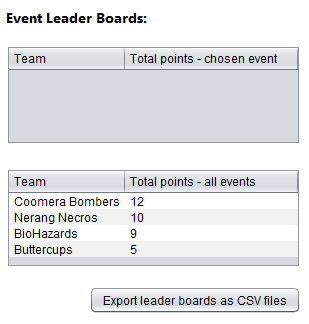 Event Leader Boards:
Team Total points - chosen event
Team Total points - all events
Coomera Bombers 12
Nerang Necros 10
BioHazards 9
Buttercups 5
Export leader boards as CSV files